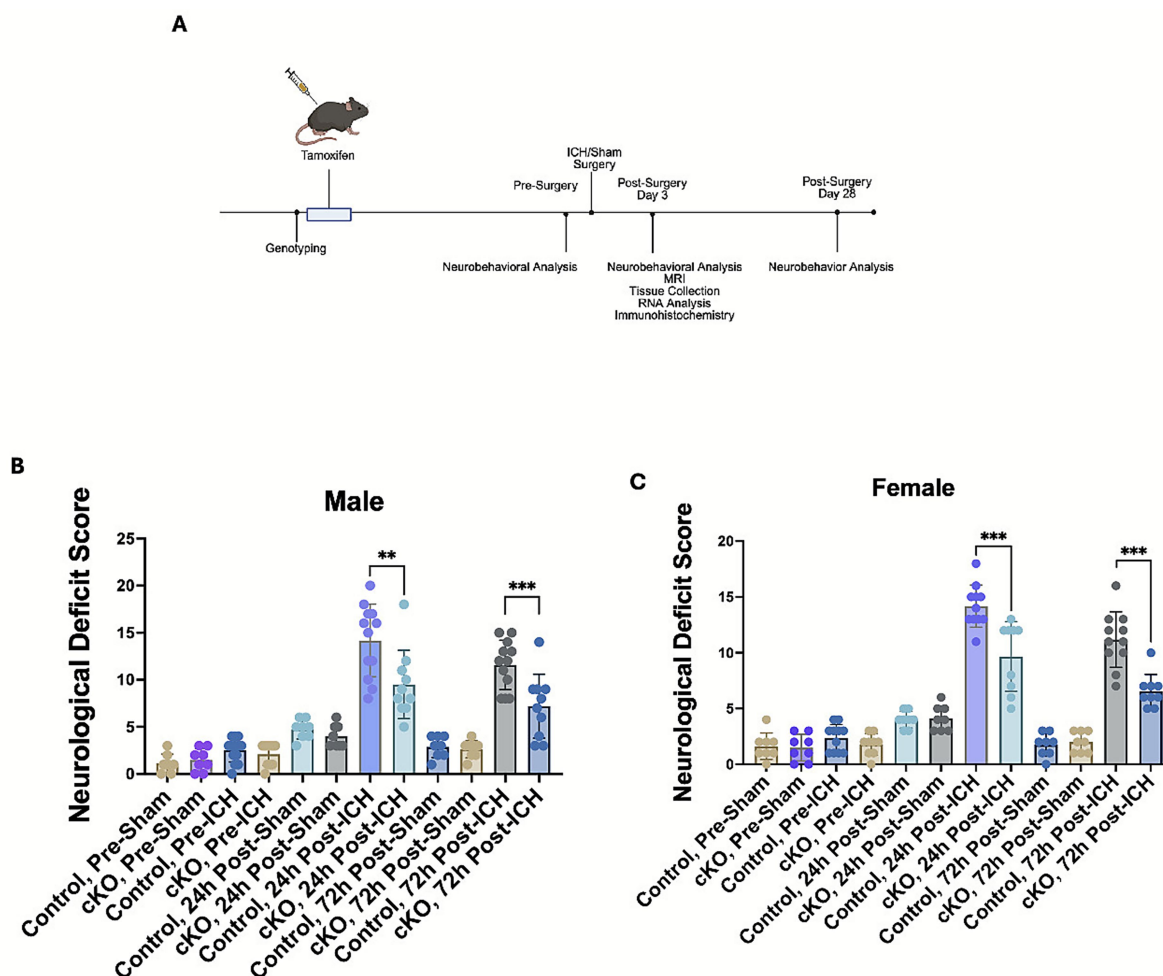 A
Tamoxifen
Genotyping
Pre-Surgery
ICH/Sham
Surgery
Post-Surgery
Day 3
Post-Surgery
Day 28
Neurobehavioral Analysis
Neurobehavioral Analysis
MRI
Tissue Collection
RNA Analysis
Immunohistochemistry
Neurobehavior Analysis
B
Male
Neurological Deficit Score
25
20
15
10
5
0
**
***
Control, Pre-Sham
cKO, Pre-Sham
Control, Pre-ICH
cKO, Pre-ICH
Control, 24h Post-Sham
cKO, 24h Post-Sham
Control, 24h Post-ICH
cKO, 24h Post-ICH
Control, 72h Post-Sham
cKO, 72h Post-Sham
Control, 72h Post-ICH
cKO, 72h Post-ICH
C
Female
Neurological Deficit Score
20
15
10
5
0
***
***
Control, Pre-Sham
cKO, Pre-Sham
Control, Pre-ICH
cKO, Pre-ICH
Control, 24h Post-Sham
cKO, 24h Post-Sham
Control, 24h Post-ICH
cKO, 24h Post-ICH
Control, 72h Post-Sham
cKO, 72h Post-Sham
Control, 72h Post-ICH
cKO, 72h Post-ICH